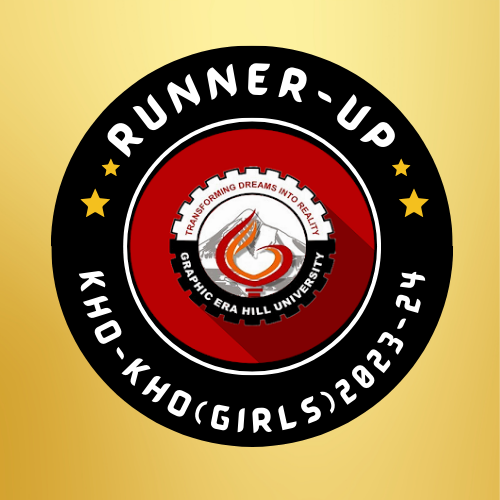 RUNNER-UP
TRANSFORMING DREAMS INTO REALITY
GRAPHIC ERA HILL UNIVERSITY
KHO-KHO(GIRLS)2023-24